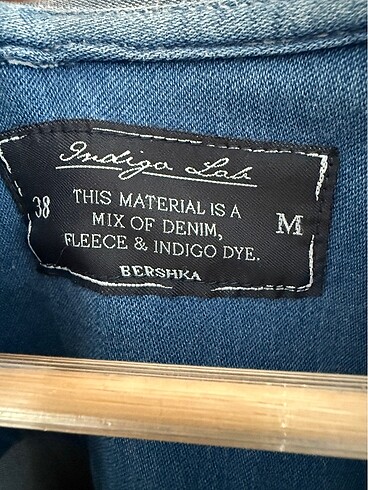 Indigo Lab
38
THIS MATERIAL IS A
MIX OF DENIM,
FLEECE & INDIGO DYE.
M
BERSHKA